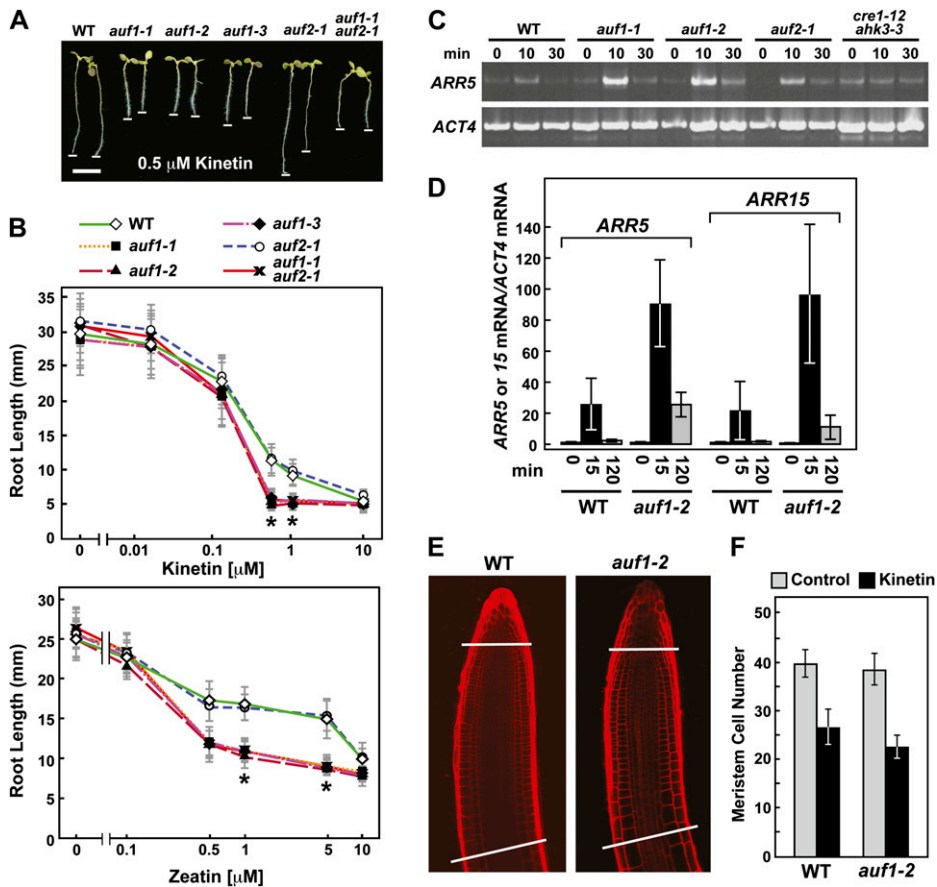 A
WT auf1-1 auf1-2 auf1-3 auf2-1 auf1-1 auf2-1
0.5 μM Kinetin
B
WT
auf1-1
auf1-2
auf1-3
auf2-1
auf1-1
auf2-1
Root Length (mm)
35
30
25
20
15
10
5
0
* *
0 0.01 0.1 1 10
Kinetin [μM]
Root Length (mm)
30
25
20
15
10
5
0
* *
0 0.1 0.5 1 5 10
Zeatin [μM]
C
WT auf1-1 auf1-2 auf2-1 cre1-12 ahk3-3
min 0 10 30 0 10 30 0 10 30 0 10 30 0 10 30
ARR5
ACT4
D
ARR5 or 15 mRNA/ACT4 mRNA
140
120
100
80
60
40
20
0
ARR5 ARR15
min 0 15 120 0 15 120 0 15 120 0 15 120
WT auf1-2 WT auf1-2
E
WT auf1-2
F
Control Kinetin
Meristem Cell Number
50
40
30
20
10
0
WT auf1-2